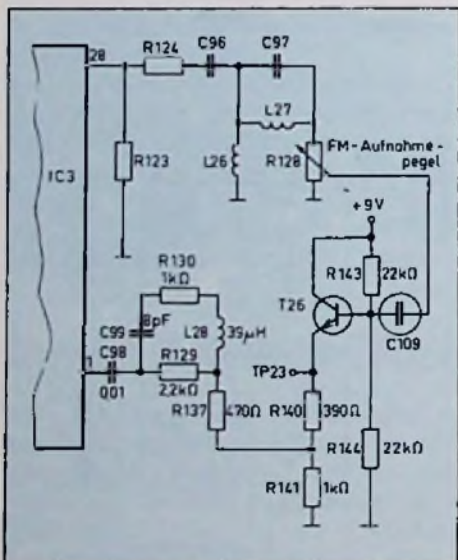 28
R124
C96
C97
L27
FM-Aufnahme-
pegel
IC3
R123
L26
R128
+9V
R130
1kΩ
R143
22kΩ
T26
C99
8pF
L28
39µH
C109
1
C98
0,01
R129
2,2kΩ
TP23
R137
470Ω
R140
390Ω
R144
22kΩ
R141
1kΩ